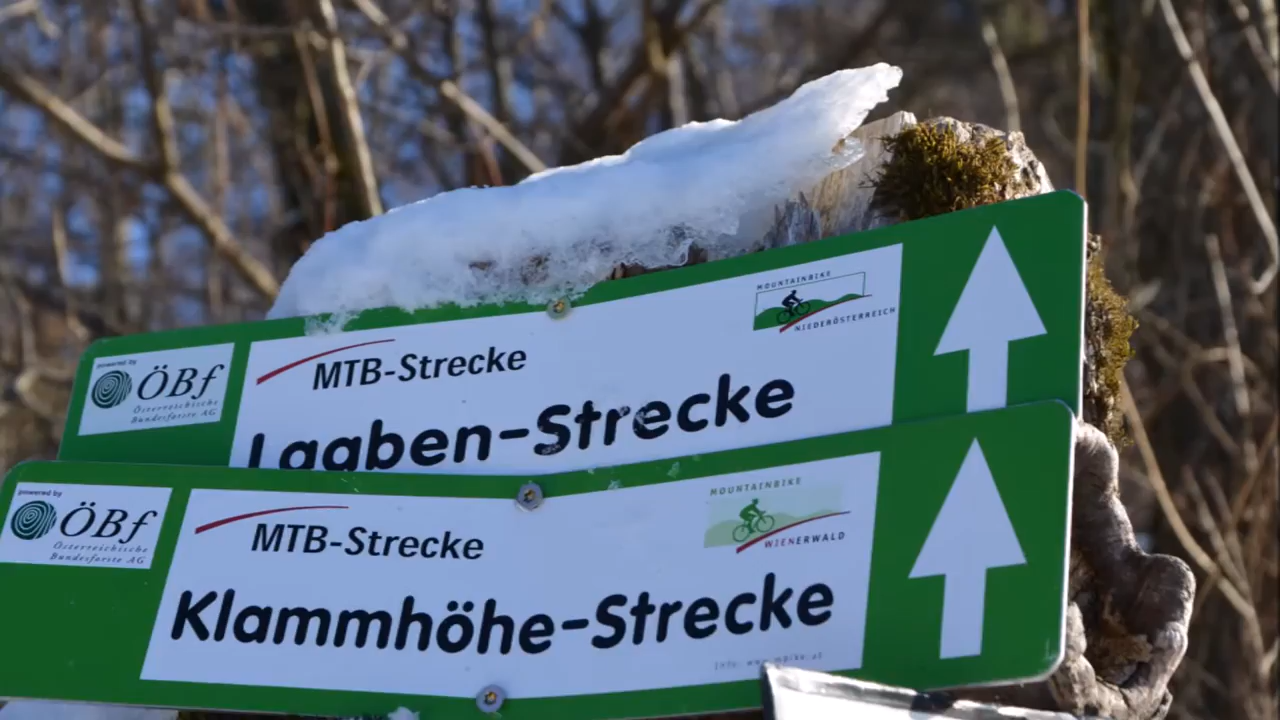 MOUNTAINBIKE
NIEDERÖSTERREICH
powered by
ÖBf
Österreichische
Bundesforste AG
MTB-Strecke
Laaben-Strecke
MOUNTAINBIKE
WIENERWALD
powered by
ÖBf
Österreichische
Bundesforste AG
MTB-Strecke
Klammhöhe-Strecke
Info: